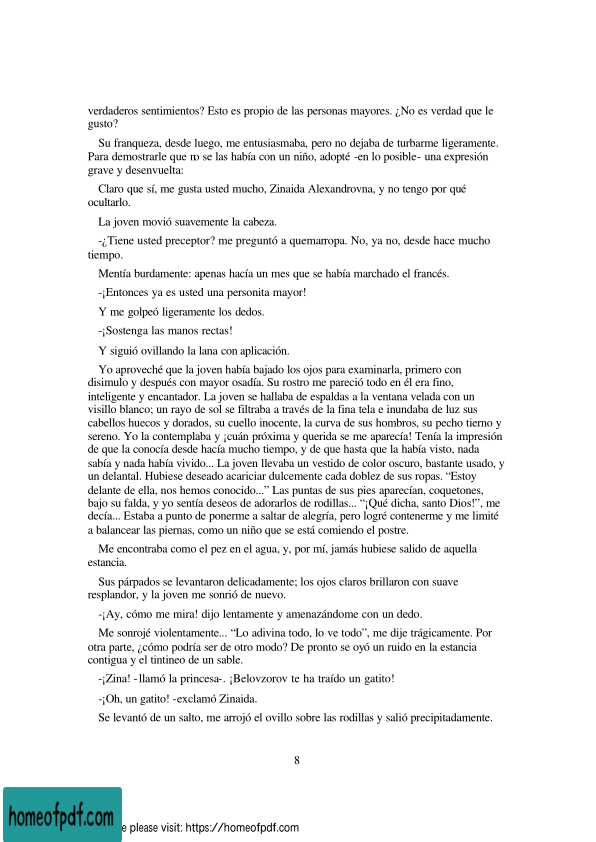 verdaderos sentimientos? Esto es propio de las personas mayores. ¿No es verdad que le
gusto?
Su franqueza, desde luego, me entusiasmaba, pero no dejaba de turbarme ligeramente.
Para demostrarle que no se las había con un niño, adopté -en lo posible- una expresión
grave y desenvuelta:
Claro que sí, me gusta usted mucho, Zinaida Alexandrovna, y no tengo por qué
ocultarlo.
La joven movió suavemente la cabeza.
-¿Tiene usted preceptor? me preguntó a quemarropa. No, ya no, desde hace mucho
tiempo.
Mentía burdamente: apenas hacía un mes que se había marchado el francés.
-¡Entonces ya es usted una personita mayor!
Y me golpeó ligeramente los dedos.
-¡Sostenga las manos rectas!
Y siguió ovillando la lana con aplicación.
Yo aproveché que la joven había bajado los ojos para examinarla, primero con
disimulo y después con mayor osadía. Su rostro me pareció todo en él era fino,
inteligente y encantador. La joven se hallaba de espaldas a la ventana velada con un
visillo blanco; un rayo de sol se filtraba a través de la fina tela e inundaba de luz sus
cabellos huecos y dorados, su cuello inocente, la curva de sus hombros, su pecho tierno y
sereno. Yo la contemplaba y ¡cuán próxima y querida se me aparecía! Tenía la impresión
de que la conocía desde hacía mucho tiempo, y de que hasta que la había visto, nada
sabía y nada había vivido... La joven llevaba un vestido de color oscuro, bastante usado, y
un delantal. Hubiese deseado acariciar dulcemente cada doblez de sus ropas. “Estoy
delante de ella, nos hemos conocido...” Las puntas de sus pies aparecían, coquetones,
bajo su falda, y yo sentía deseos de adorarlos de rodillas... “¡Qué dicha, santo Dios!”, me
decía... Estaba a punto de ponerme a saltar de alegría, pero logré contenerme y me limité
a balancear las piernas, como un niño que se está comiendo el postre.
Me encontraba como el pez en el agua, y, por mí, jamás hubiese salido de aquella
estancia.
Sus párpados se levantaron delicadamente; los ojos claros brillaron con suave
resplandor, y la joven me sonrió de nuevo.
-¡Ay, cómo me mira! dijo lentamente y amenazándome con un dedo.
Me sonrojé violentamente... “Lo adivina todo, lo ve todo”, me dije trágicamente. Por
otra parte, ¿cómo podría ser de otro modo? De pronto se oyó un ruido en la estancia
contigua y el tintineo de un sable.
-¡Zina! -llamó la princesa-. ¡Belovzorov te ha traído un gatito!
-¡Oh, un gatito! -exclamó Zinaida.
Se levantó de un salto, me arrojó el ovillo sobre las rodillas y salió precipitadamente.
8
homeofpdf.com
e please visit: https://homeofpdf.com